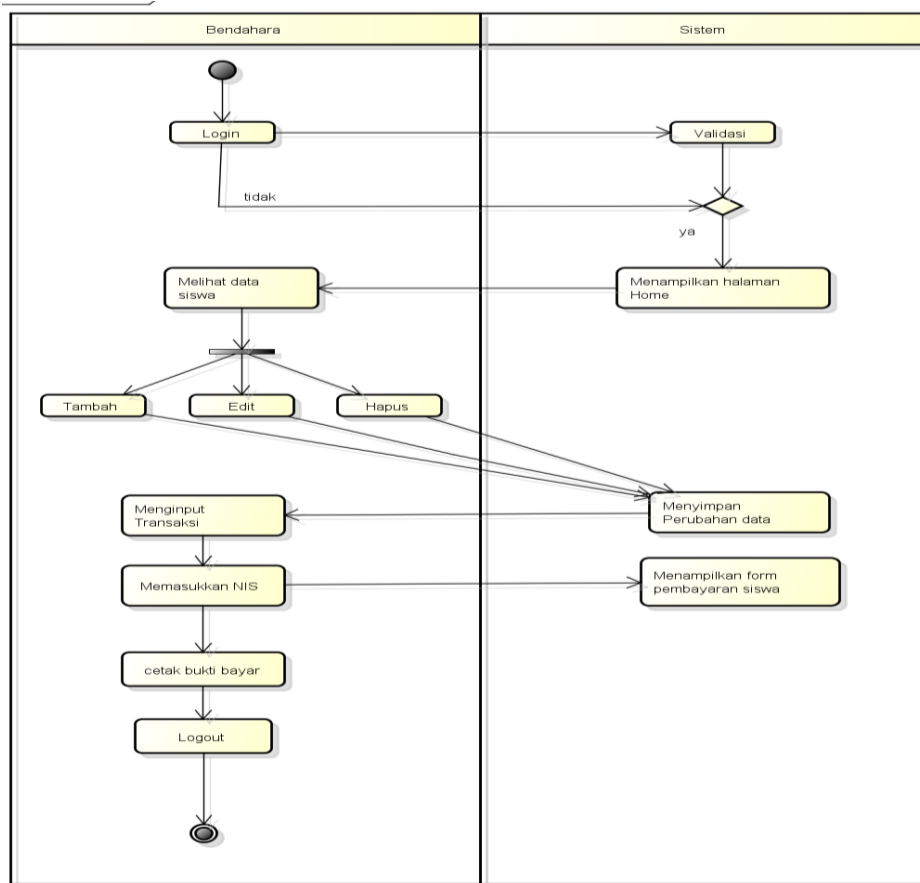 Bendahara
Sistem
Login
Validasi
tidak
ya
Melihat data
siswa
Menampilkan halaman
Home
Tambah
Edit
Hapus
Menginput
Transaksi
Menyimpan
Perubahan data
Memasukkan NIS
Menampilkan form
pembayaran siswa
cetak bukti bayar
Logout